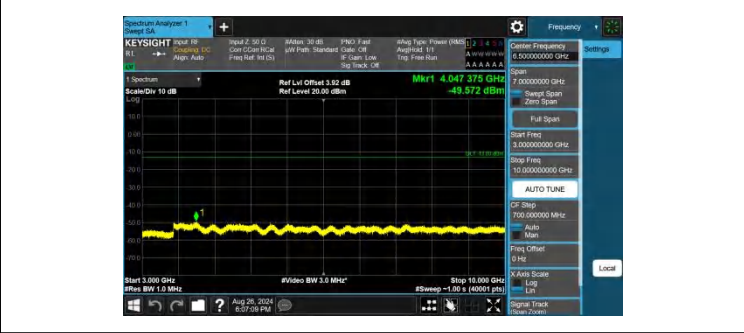 Spectrum Analyzer 1
Swept SA
Frequency
KEYSIGHT
Input: RF
Coupling: DC
Align: Auto
Input Z: 50 Ω
Corr CCorr RCal
Freq Ref: Int (S)
#Atten: 30 dB
µW Path: Standard
PNO: Fast
Gate: Off
IF Gain: Low
Sig Track: Off
#Avg Type: Power (RMS)
Avg|Hold: 1/1
Trig: Free Run
1 2 3 4 5 6
A W W W W W
A A A A A A
1 Spectrum
Scale/Div 10 dB
Ref Lvl Offset 3.92 dB
Ref Level 20.00 dBm
Mkr1 4.047 375 GHz
-49.572 dBm
Log
10.0
0.00
-10.0
-20.0
-30.0
-40.0
-50.0
-60.0
-70.0
DL1 -13.00 dBm
1
Start 3.000 GHz
#Res BW 1.0 MHz
#Video BW 3.0 MHz*
Stop 10.000 GHz
#Sweep ~1.00 s (40001 pts)
Aug 26, 2024
6:07:09 PM
Center Frequency
6.500000000 GHz
Settings
Span
7.00000000 GHz
Swept Span
Zero Span
Full Span
Start Freq
3.000000000 GHz
Stop Freq
10.000000000 GHz
AUTO TUNE
CF Step
700.000000 MHz
Auto
Man
Freq Offset
0 Hz
X Axis Scale
Log
Lin
Local
Signal Track
(Span Zoom)